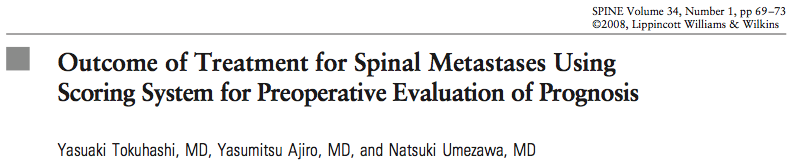 SPINE Volume 34, Number 1, pp 69–73
©2008, Lippincott Williams & Wilkins
Outcome of Treatment for Spinal Metastases Using
Scoring System for Preoperative Evaluation of Prognosis
Yasuaki Tokuhashi, MD, Yasumitsu Ajiro, MD, and Natsuki Umezawa, MD